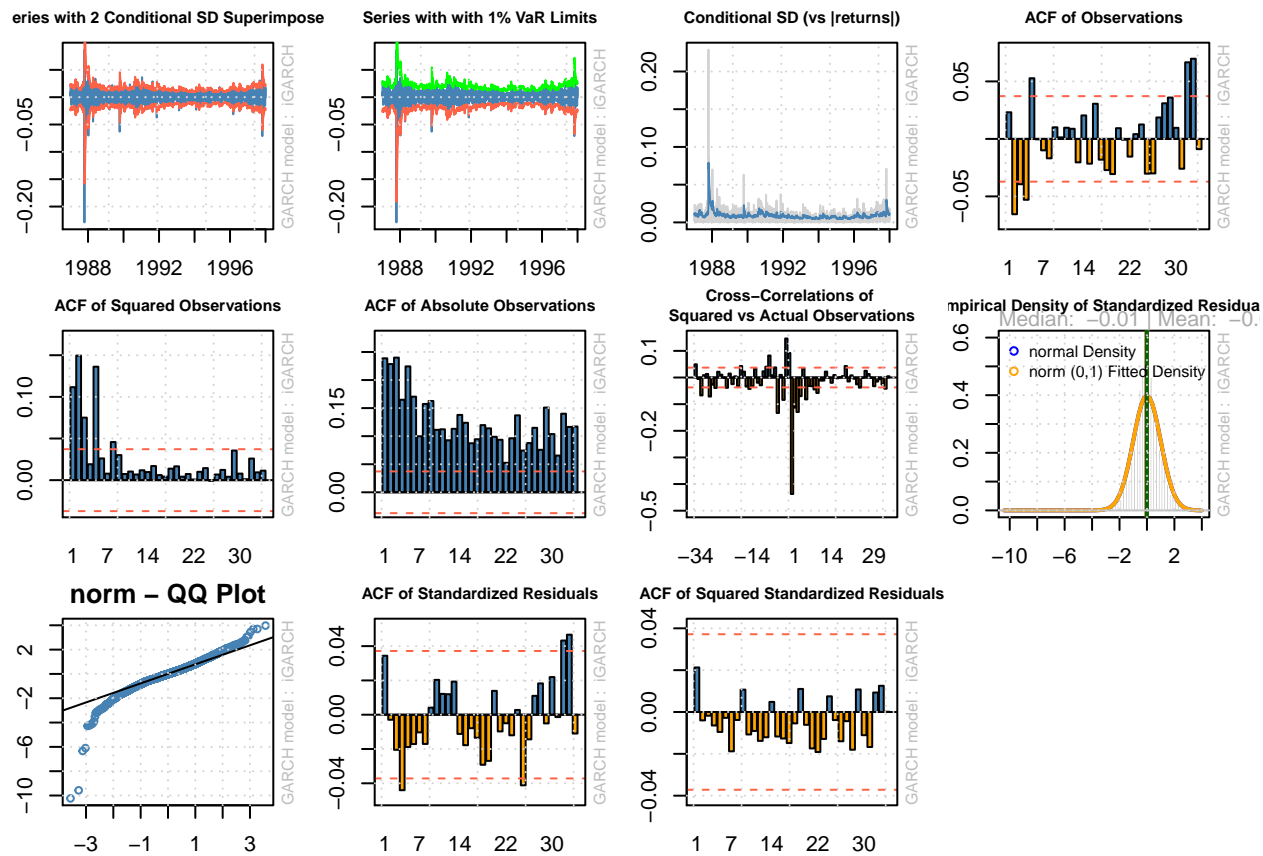 eries with 2 Conditional SD Superimpose
Series with with 1% VaR Limits
Conditional SD (vs |returns|)
ACF of Observations
−0.20 −0.05
1988 1992 1996
GARCH model : iGARCH
−0.20 −0.05
1988 1992 1996
GARCH model : iGARCH
0.00 0.10 0.20
1988 1992 1996
GARCH model : iGARCH
−0.05 0.05
1 7 14 22 30
GARCH model : iGARCH
ACF of Squared Observations
ACF of Absolute Observations
Cross−Correlations of
Squared vs Actual Observations
mpirical Density of Standardized Residua
Median: −0.01 | Mean: −0.
0.00 0.10
1 7 14 22 30
GARCH model : iGARCH
0.00 0.15
1 7 14 22 30
GARCH model : iGARCH
−0.5 −0.2 0.1
−34 −14 1 14 29
GARCH model : iGARCH
normal Density
norm (0,1) Fitted Density
0.0 0.2 0.4 0.6
−10 −6 −2 2
GARCH model : iGARCH
norm − QQ Plot
ACF of Standardized Residuals
ACF of Squared Standardized Residuals
−10 −6 −2 2
−3 −1 1 3
GARCH model : iGARCH
−0.04 0.00 0.04
1 7 14 22 30
GARCH model : iGARCH
−0.04 0.00 0.04
1 7 14 22 30
GARCH model : iGARCH